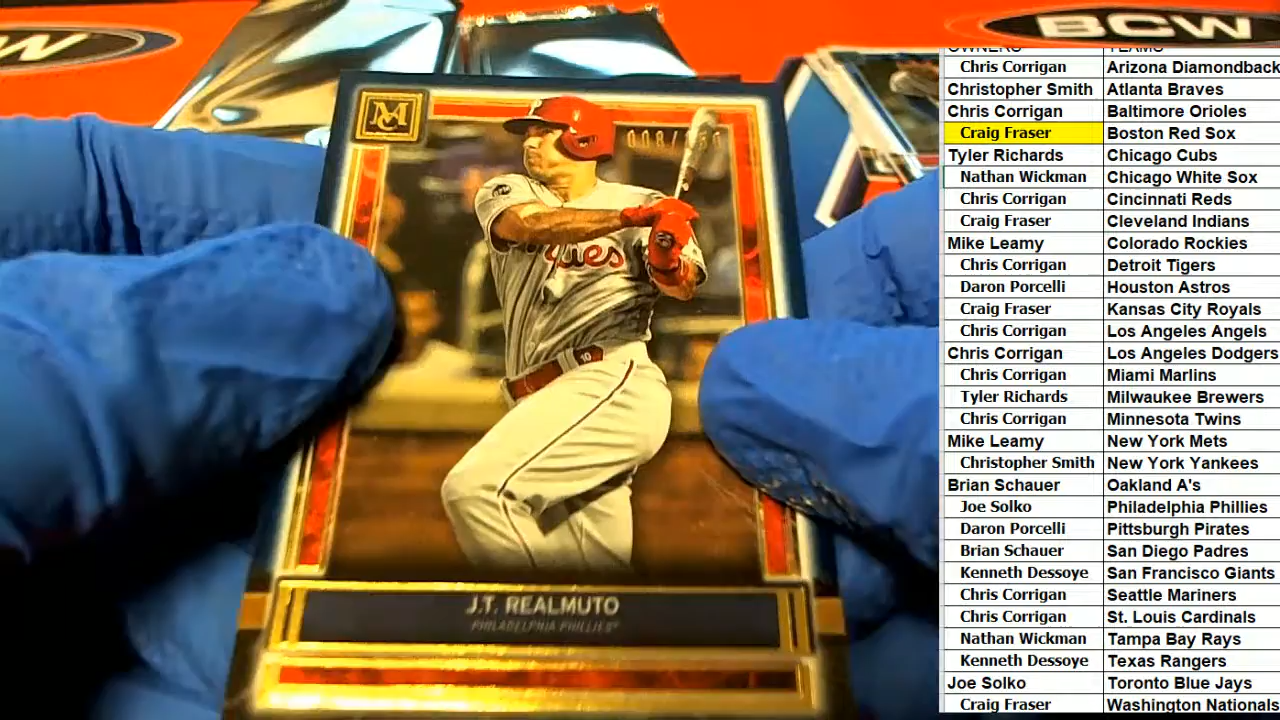 BCW
OWNERS TEAMS
Chris Corrigan Arizona Diamondback
Christopher Smith Atlanta Braves
Chris Corrigan Baltimore Orioles
Craig Fraser Boston Red Sox
Tyler Richards Chicago Cubs
Nathan Wickman Chicago White Sox
Chris Corrigan Cincinnati Reds
Craig Fraser Cleveland Indians
Mike Leamy Colorado Rockies
Chris Corrigan Detroit Tigers
Daron Porcelli Houston Astros
Craig Fraser Kansas City Royals
Chris Corrigan Los Angeles Angels
Chris Corrigan Los Angeles Dodgers
Chris Corrigan Miami Marlins
Tyler Richards Milwaukee Brewers
Chris Corrigan Minnesota Twins
Mike Leamy New York Mets
Christopher Smith New York Yankees
Brian Schauer Oakland A's
Joe Solko Philadelphia Phillies
Daron Porcelli Pittsburgh Pirates
Brian Schauer San Diego Padres
Kenneth Dessoye San Francisco Giants
Chris Corrigan Seattle Mariners
Chris Corrigan St. Louis Cardinals
Nathan Wickman Tampa Bay Rays
Kenneth Dessoye Texas Rangers
Joe Solko Toronto Blue Jays
Craig Fraser Washington Nationals
MC
10
J.T. REALMUTO
PHILADELPHIA PHILLIES